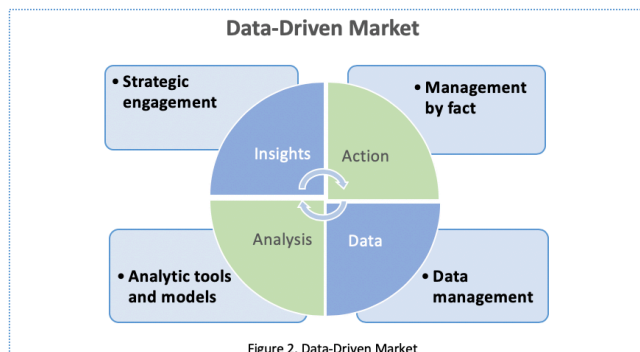 Data-Driven Market
• Strategic
engagement
• Management
by fact
Insights
Action
Analysis
Data
• Analytic tools
and models
• Data
management
Figure 2. Data-Driven Market